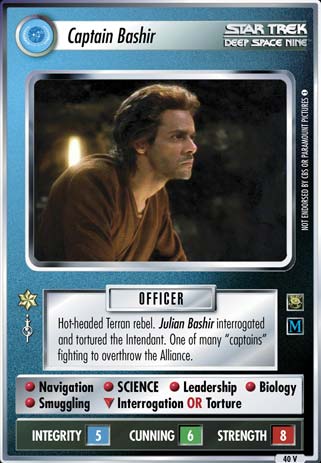 Captain Bashir
STAR TREK
DEEP SPACE NINE
NOT ENDORSED BY CBS OR PARAMOUNT PICTURES
OFFICER
Hot-headed Terran rebel. Julian Bashir interrogated
and tortured the Intendant. One of many "captains"
fighting to overthrow the Alliance.
M
Navigation SCIENCE Leadership Biology
Smuggling Interrogation OR Torture
INTEGRITY 5 CUNNING 6 STRENGTH 8
40 V